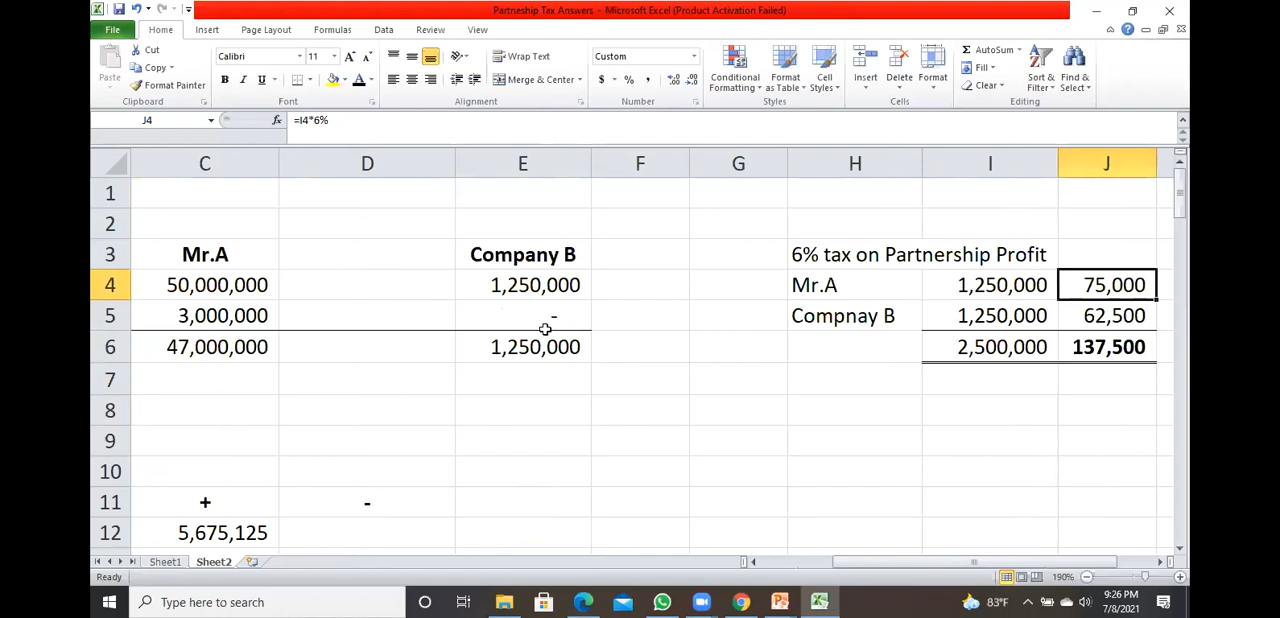 Partneship Tax Answers - Microsoft Excel (Product Activation Failed)
File Home Insert Page Layout Formulas Data Review View
Paste Cut Copy Format Painter Clipboard
Calibri 11 A A B I U A Font
Wrap Text Merge & Center Alignment
Custom $ % , Number
Conditional Formatting Format as Table Cell Styles Styles
Insert Delete Format Cells
Σ AutoSum Fill Clear Sort & Filter Find & Select Editing
J4 fx =I4*6%
C D E F G H I J
1
2
3 Mr.A Company B 6% tax on Partnership Profit
4 50,000,000 1,250,000 Mr.A 1,250,000 75,000
5 3,000,000 - Compnay B 1,250,000 62,500
6 47,000,000 1,250,000 2,500,000 137,500
7
8
9
10
11 + -
12 5,675,125
Sheet1 Sheet2
Ready 190%
Type here to search 83°F 9:26 PM
7/8/2021